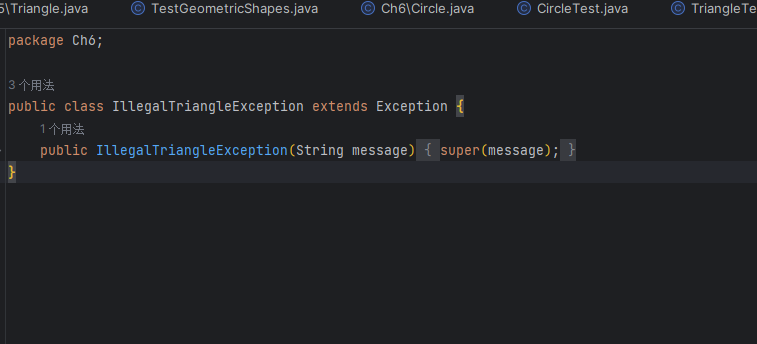 5\Triangle.java TestGeometricShapes.java Ch6\Circle.java CircleTest.java TriangleTe
package Ch6;
3 个用法
public class IllegalTriangleException extends Exception {
1 个用法
public IllegalTriangleException(String message) { super(message); }
}